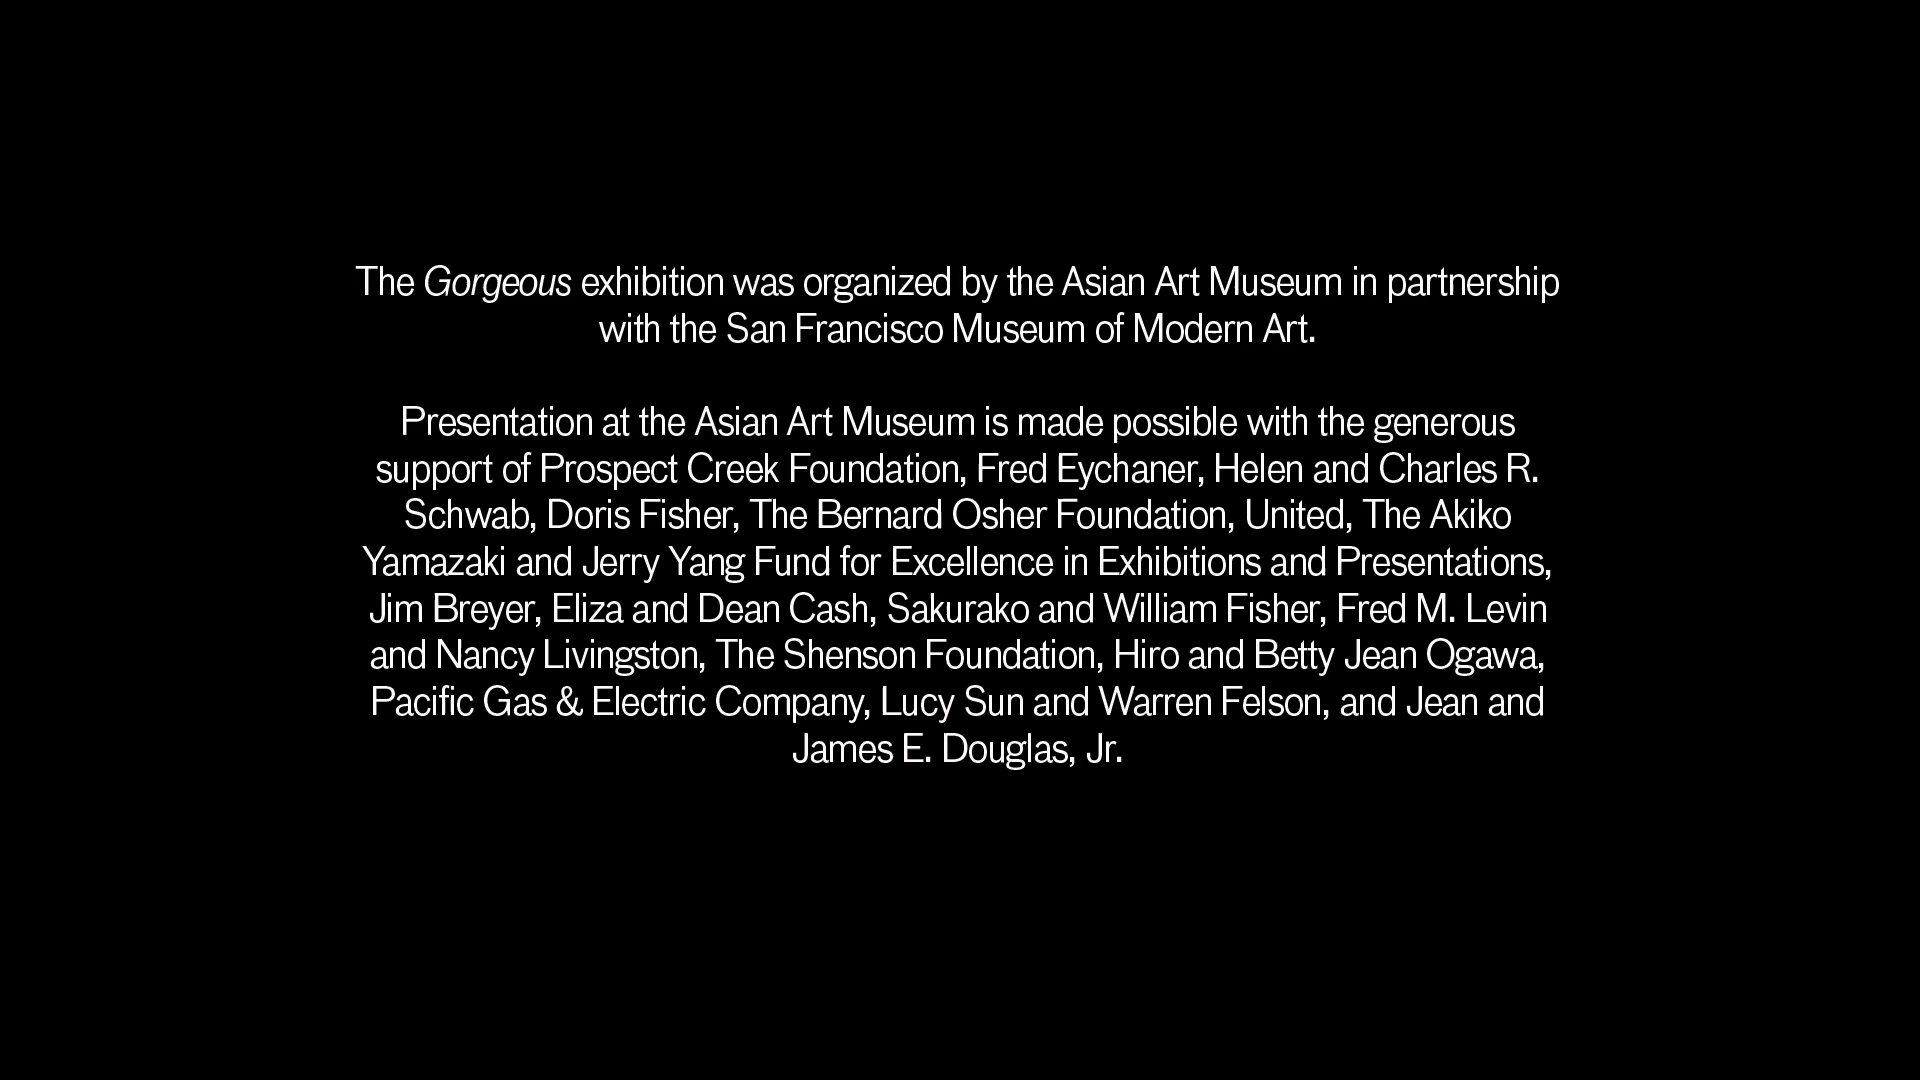 The Gorgeous exhibition was organized by the Asian Art Museum in partnership
with the San Francisco Museum of Modern Art.
Presentation at the Asian Art Museum is made possible with the generous
support of Prospect Creek Foundation, Fred Eychaner, Helen and Charles R.
Schwab, Doris Fisher, The Bernard Osher Foundation, United, The Akiko
Yamazaki and Jerry Yang Fund for Excellence in Exhibitions and Presentations,
Jim Breyer, Eliza and Dean Cash, Sakurako and William Fisher, Fred M. Levin
and Nancy Livingston, The Shenson Foundation, Hiro and Betty Jean Ogawa,
Pacific Gas & Electric Company, Lucy Sun and Warren Felson, and Jean and
James E. Douglas, Jr.